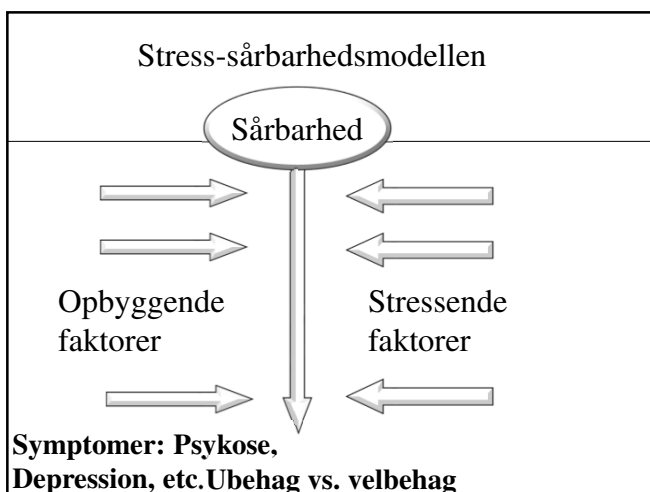 Stress-sårbarhedsmodellen
Sårbarhed
Opbyggende
faktorer
Stressende
faktorer
Symptomer: Psykose,
Depression, etc.Ubehag vs. velbehag